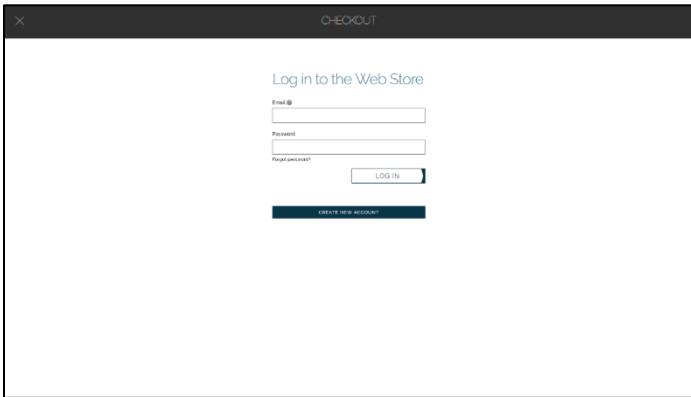 CHECKOUT
Log in to the Web Store
Email
Password
Forgot password?
LOG IN
CREATE NEW ACCOUNT